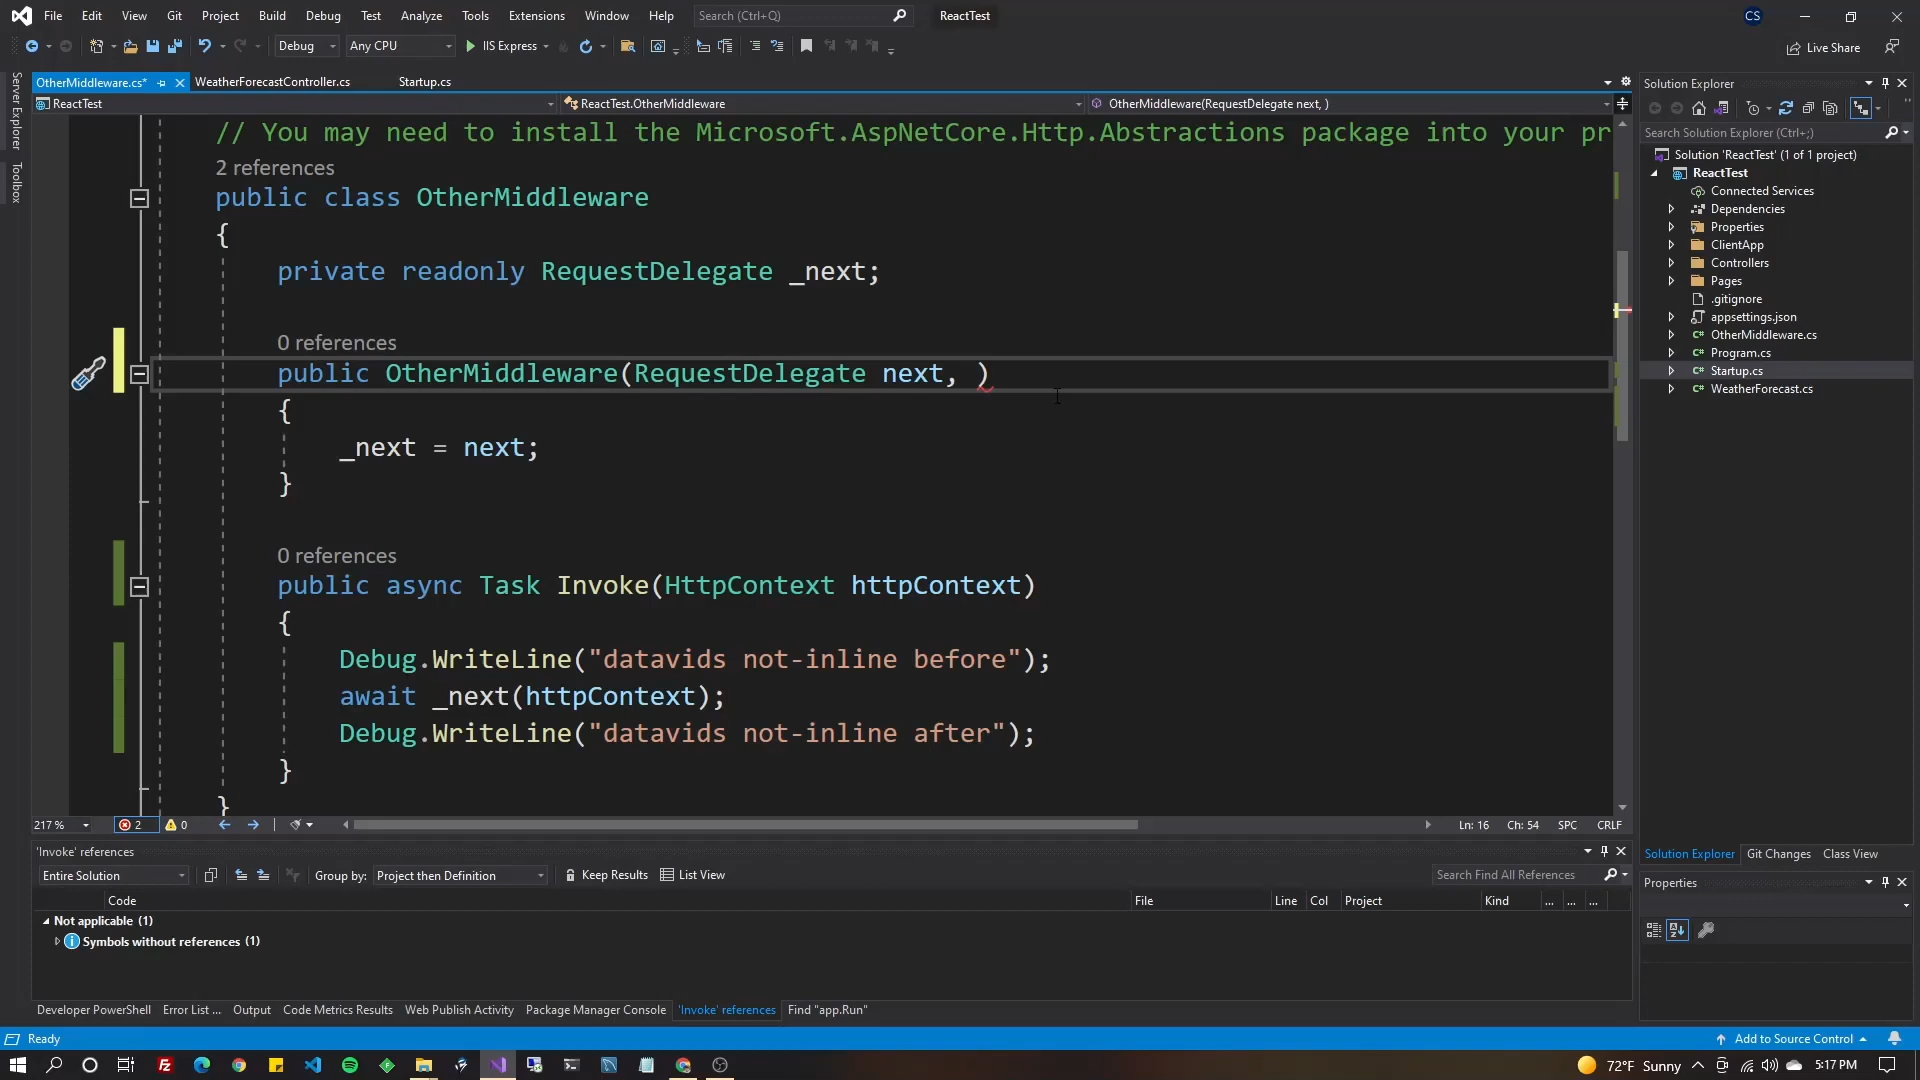 File Edit View Git Project Build Debug Test Analyze Tools Extensions Window Help Search (Ctrl+Q) ReactTest CS
Debug Any CPU IIS Express Live Share
OtherMiddleware.cs* WeatherForecastController.cs Startup.cs
ReactTest ReactTest.OtherMiddleware OtherMiddleware(RequestDelegate next, )
Server Explorer
Toolbox
// You may need to install the Microsoft.AspNetCore.Http.Abstractions package into your pr
2 references
public class OtherMiddleware
{
private readonly RequestDelegate _next;
0 references
public OtherMiddleware(RequestDelegate next, )
{
_next = next;
}
0 references
public async Task Invoke(HttpContext httpContext)
{
Debug.WriteLine("datavids not-inline before");
await _next(httpContext);
Debug.WriteLine("datavids not-inline after");
}
}
217 % 2 0 Ln: 16 Ch: 54 SPC CRLF
Solution Explorer
Search Solution Explorer (Ctrl+;)
Solution 'ReactTest' (1 of 1 project)
ReactTest
Connected Services
Dependencies
Properties
ClientApp
Controllers
Pages
.gitignore
appsettings.json
C# OtherMiddleware.cs
C# Program.cs
C# Startup.cs
C# WeatherForecast.cs
Solution Explorer Git Changes Class View
Properties
'Invoke' references
Entire Solution Group by: Project then Definition Keep Results List View Search Find All References
Code File Line Col Project Kind ... ... ...
Not applicable (1)
Symbols without references (1)
Developer PowerShell Error List ... Output Code Metrics Results Web Publish Activity Package Manager Console 'Invoke' references Find "app.Run"
Ready Add to Source Control
72°F Sunny 5:17 PM